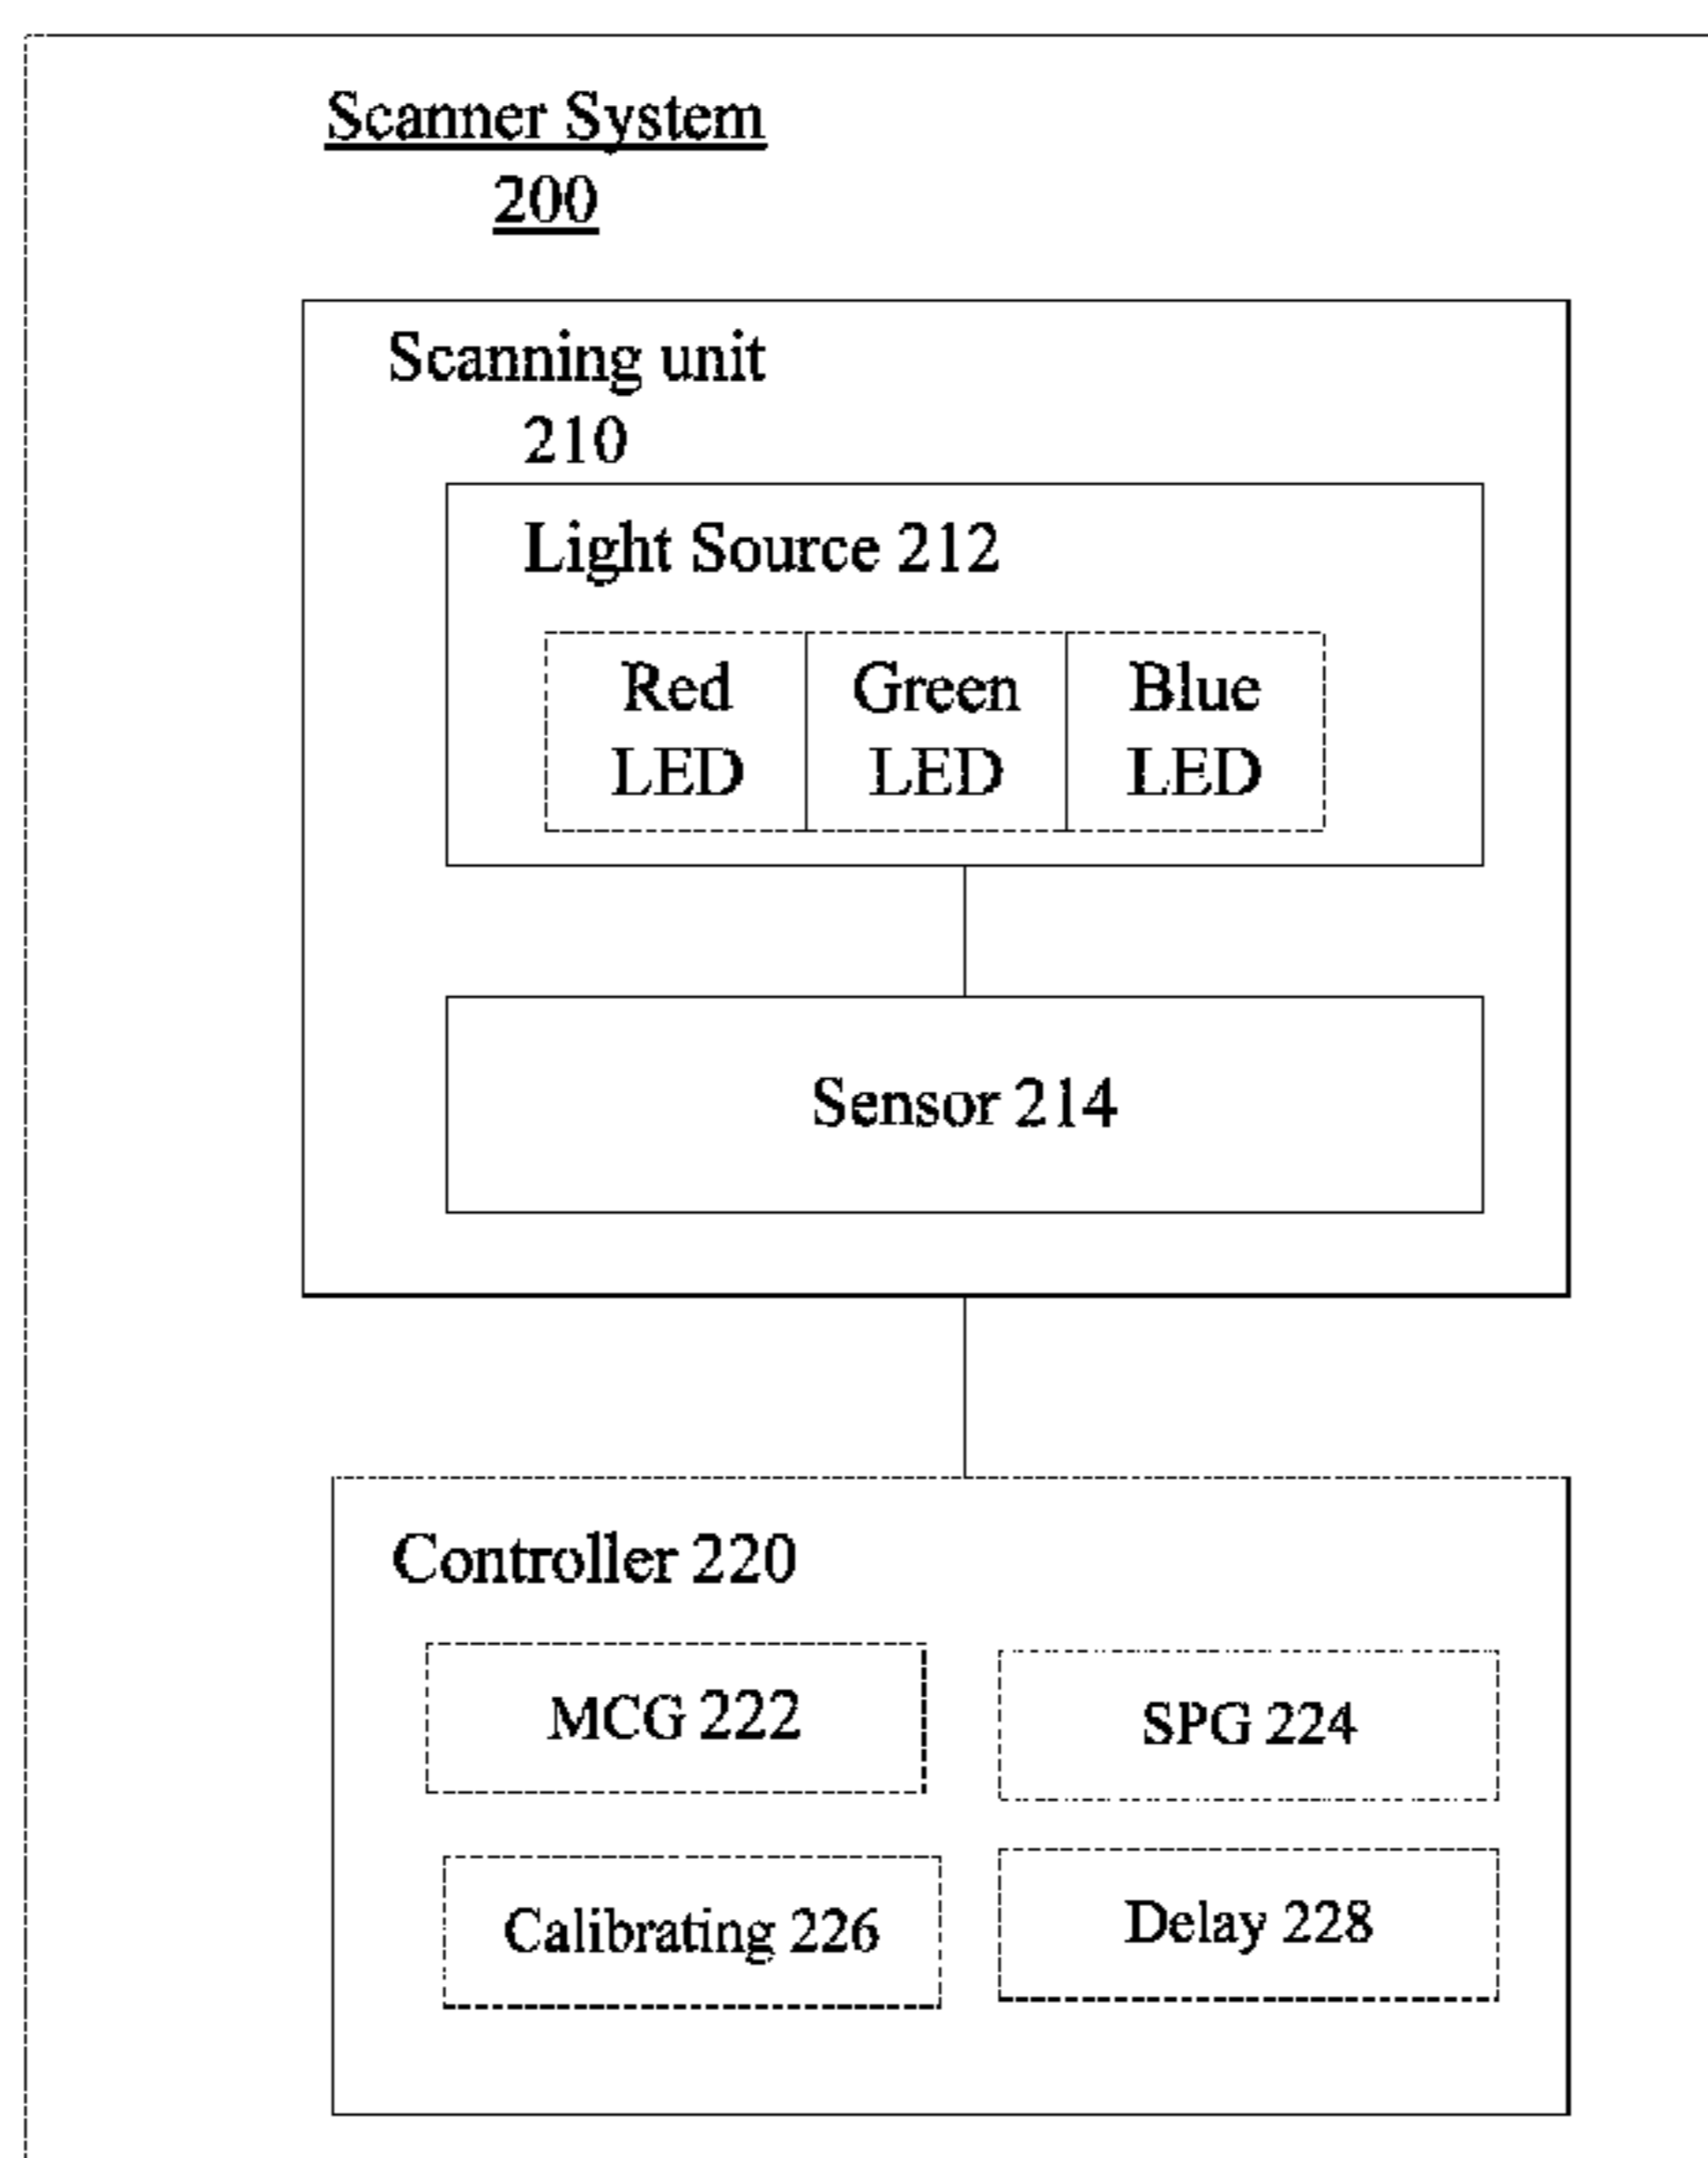 Scanner System
200
Scanning unit
210
Light Source 212
Red Green Blue
LED LED LED
Sensor 214
Controller 220
MCG 222 SPG 224
Calibrating 226 Delay 228